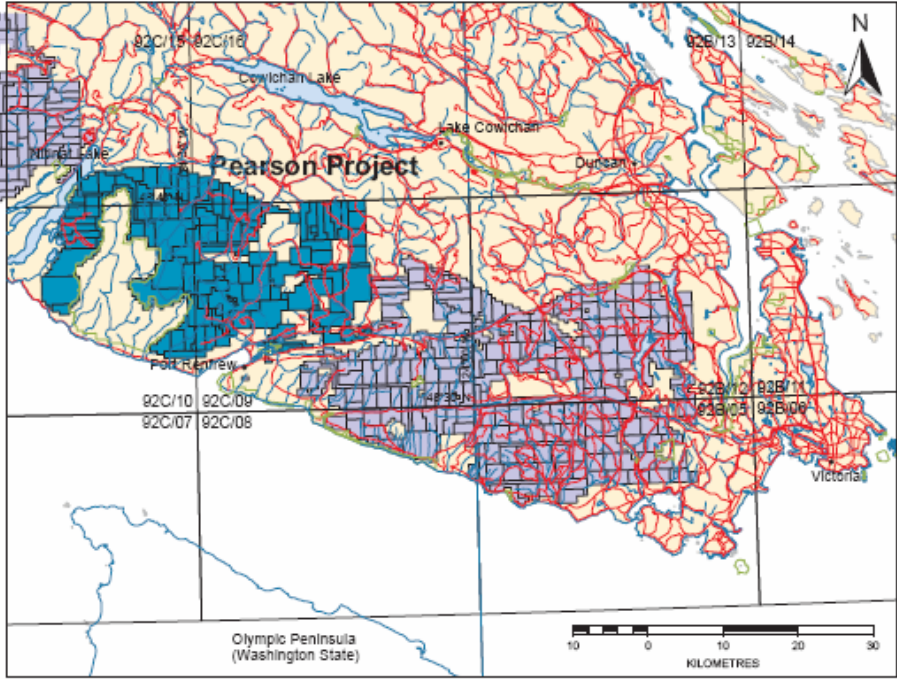 N
92C/15 92C/16
92B/13 92B/14
Cowichan Lake
Lake Cowichan
Nitinat Lake
Duncan
Pearson Project
Port Renfrew
92C/10 92C/09
92C/07 92C/08
92B/12 92B/11
92B/05 92B/06
Victoria
Olympic Peninsula
(Washington State)
10 0 10 20 30
KILOMETRES